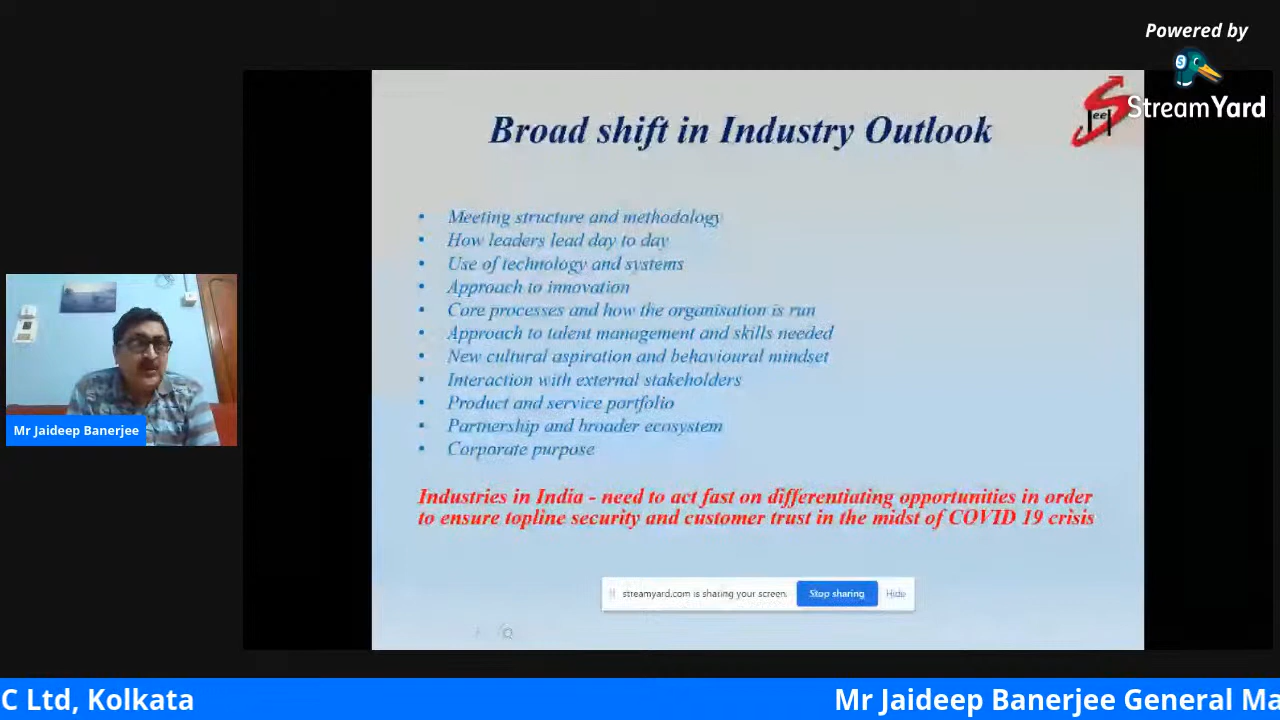 Powered by
StreamYard
Broad shift in Industry Outlook
• Meeting structure and methodology
• How leaders lead day to day
• Use of technology and systems
• Approach to innovation
• Core processes and how the organisation is run
• Approach to talent management and skills needed
• New cultural aspiration and behavioural mindset
• Interaction with external stakeholders
• Product and service portfolio
• Partnership and broader ecosystem
• Corporate purpose
Industries in India - need to act fast on differentiating opportunities in order
to ensure topline security and customer trust in the midst of COVID 19 crisis
streamyard.com is sharing your screen. Stop sharing Hide
Mr Jaideep Banerjee
C Ltd, Kolkata Mr Jaideep Banerjee General Ma